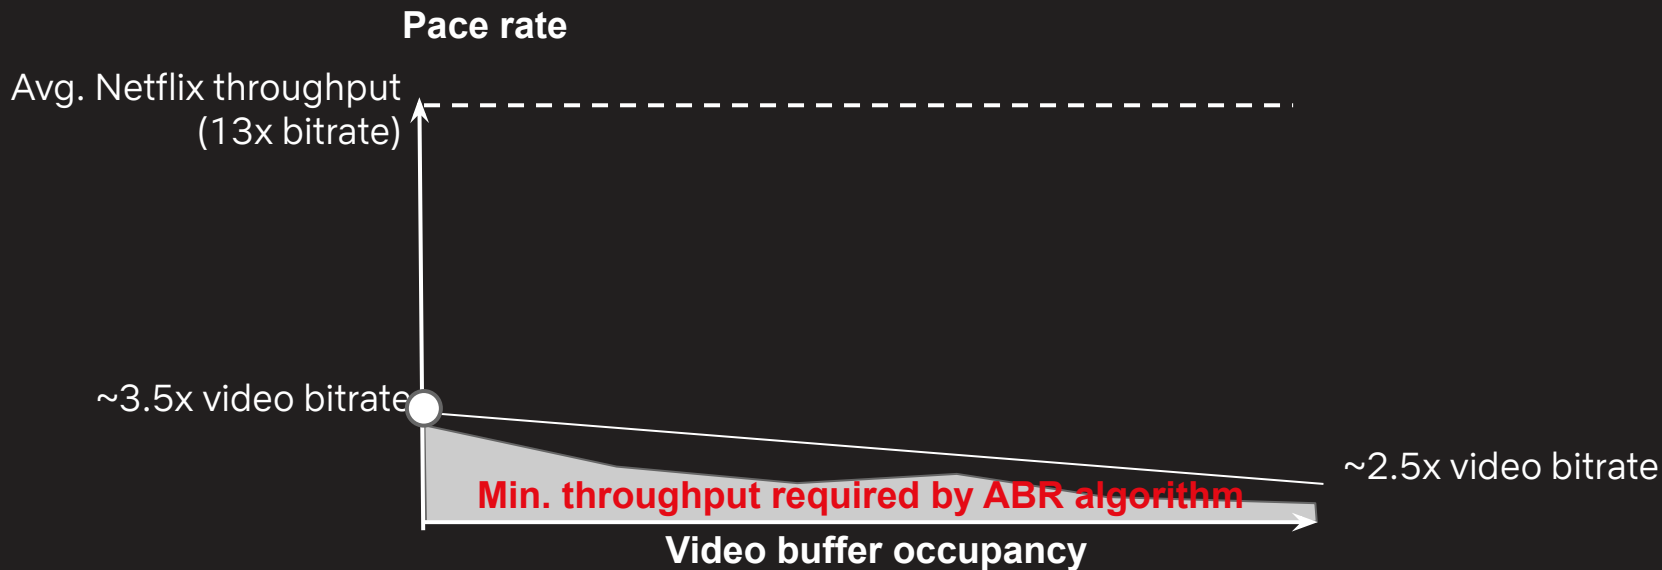 Pace rate
Avg. Netflix throughput
(13x bitrate)
~3.5x video bitrate
~2.5x video bitrate
Min. throughput required by ABR algorithm
Video buffer occupancy